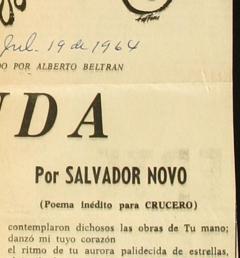 Jul. 19 de 1964
DO POR ALBERTO BELTRAN
NDA
Por SALVADOR NOVO
(Poema inédito para CRUCERO)
contemplaron dichosos las obras de Tu mano;
danzó mi tuyo corazón
el ritmo de tu aurora palidecida de estrellas,